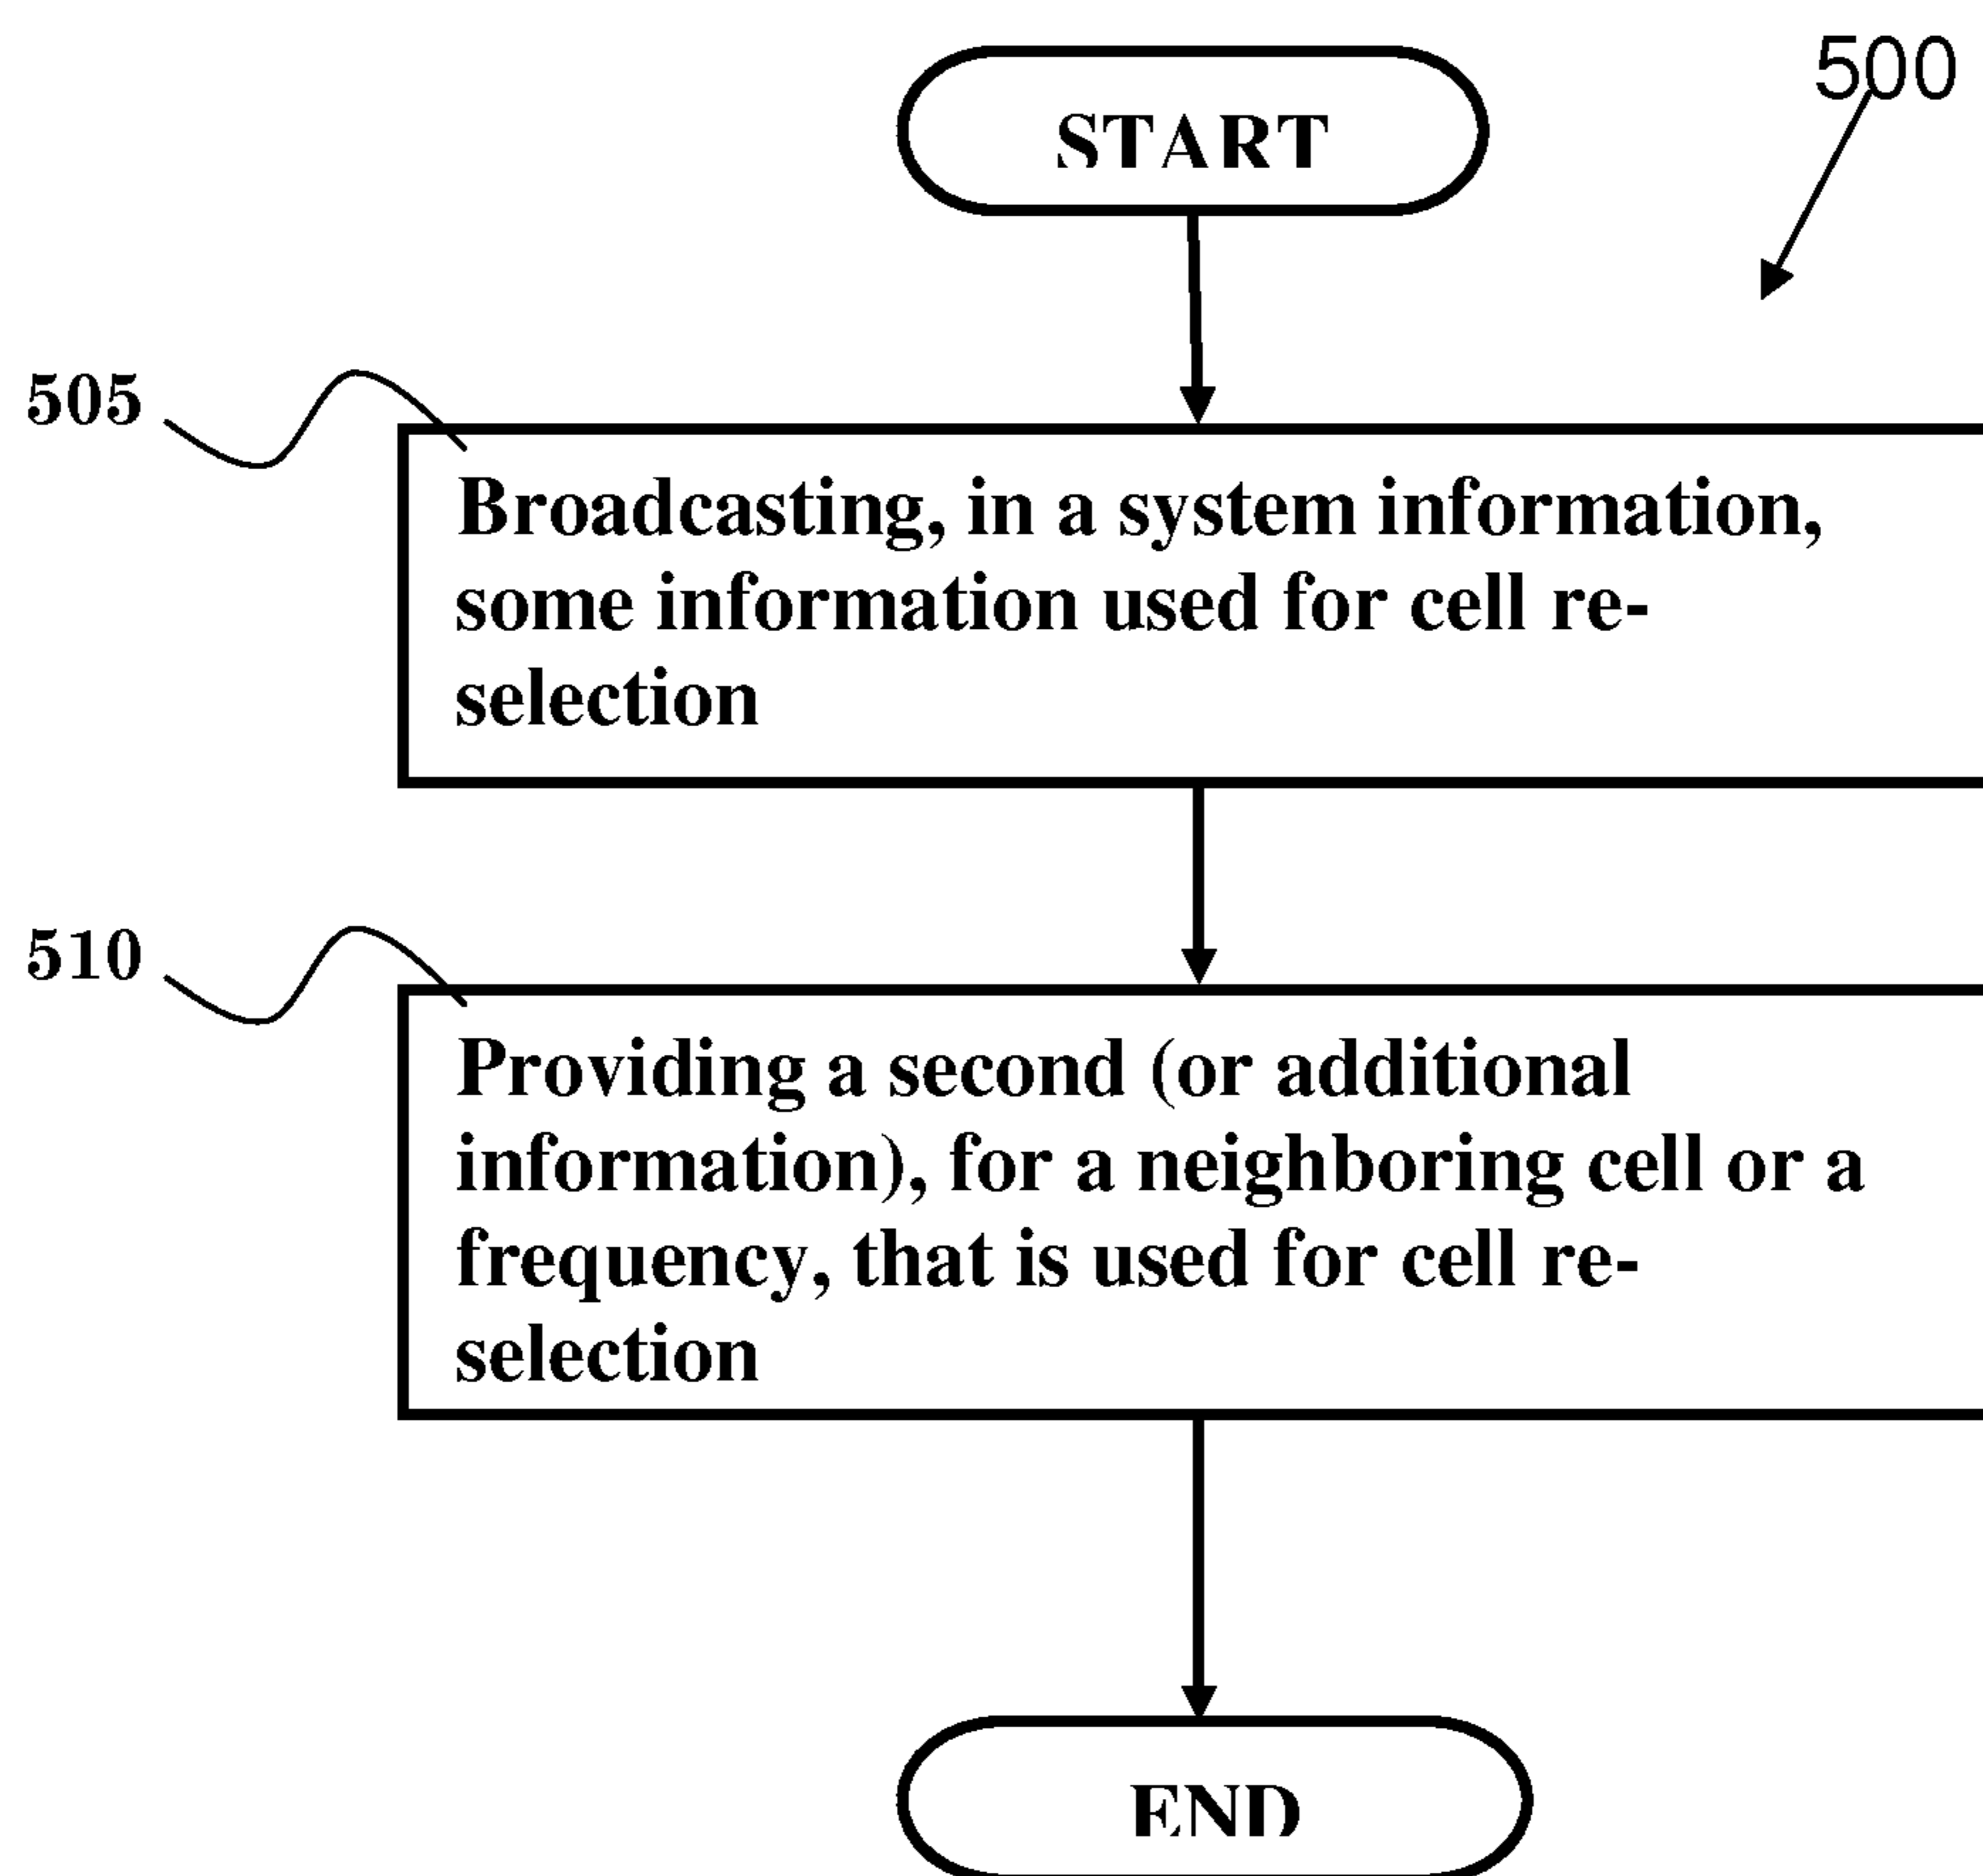 500
START
505
Broadcasting, in a system information,
some information used for cell re-
selection
510
Providing a second (or additional
information), for a neighboring cell or a
frequency, that is used for cell re-
selection
END